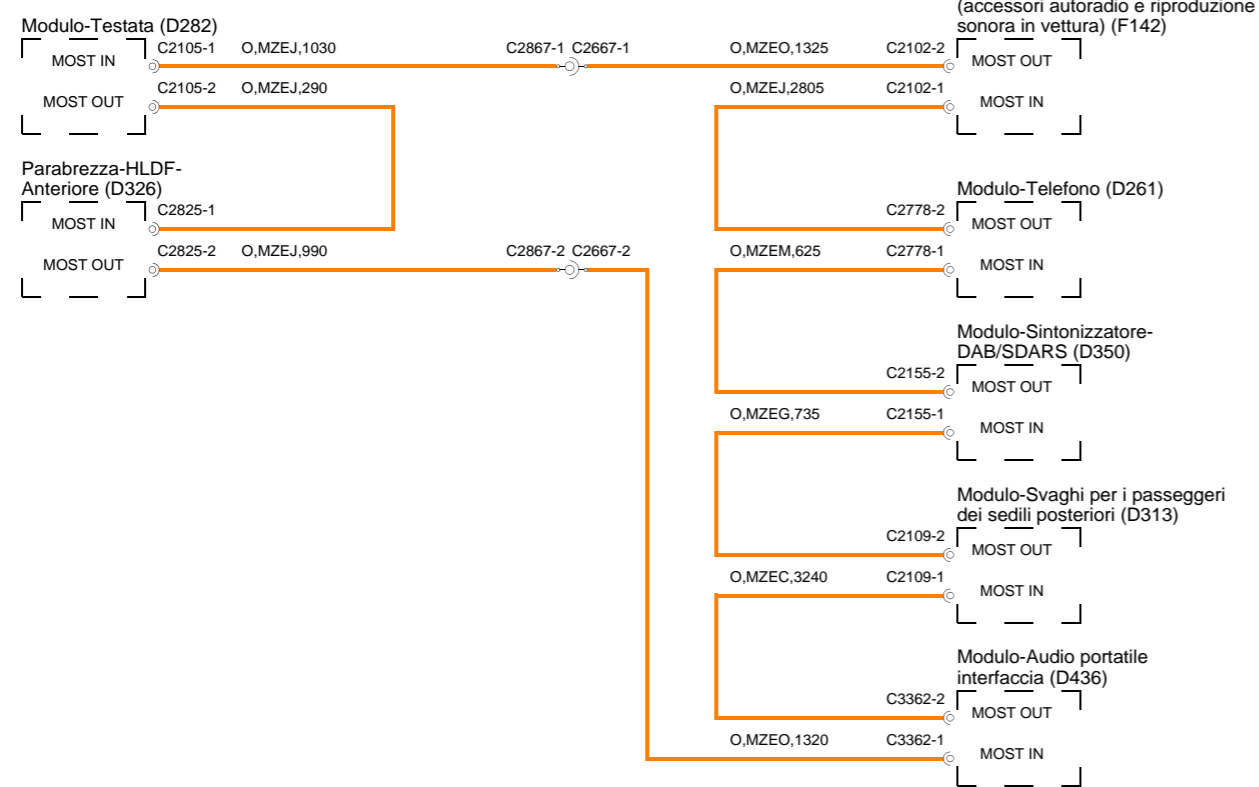 (accessori autoradio e riproduzione
sonora in vettura) (F142)
Modulo-Testata (D282)
MOST IN
C2105-1
O,MZEJ,1030
C2867-1 C2667-1
O,MZEO,1325
C2102-2
MOST OUT
MOST OUT
C2105-2
O,MZEJ,290
O,MZEJ,2805
C2102-1
MOST IN
Parabrezza-HLDF-
Anteriore (D326)
MOST IN
C2825-1
Modulo-Telefono (D261)
C2778-2
MOST OUT
MOST OUT
C2825-2
O,MZEJ,990
C2867-2 C2667-2
O,MZEM,625
C2778-1
MOST IN
Modulo-Sintonizzatore-
DAB/SDARS (D350)
C2155-2
MOST OUT
O,MZEG,735
C2155-1
MOST IN
Modulo-Svaghi per i passeggeri
dei sedili posteriori (D313)
C2109-2
MOST OUT
O,MZEC,3240
C2109-1
MOST IN
Modulo-Audio portatile
interfaccia (D436)
C3362-2
MOST OUT
O,MZEO,1320
C3362-1
MOST IN